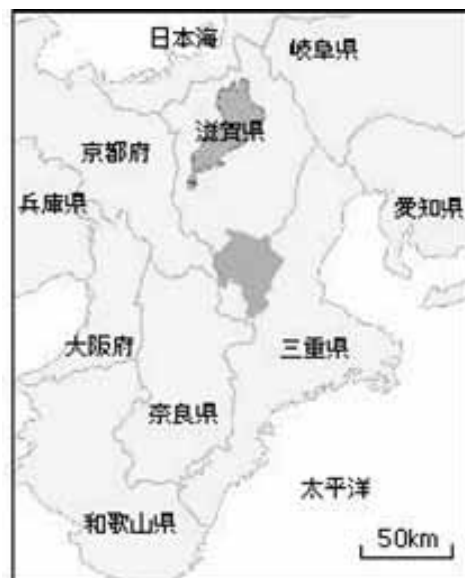 日本海
岐阜県
滋賀県
京都府
兵庫県
愛知県
大阪府
三重県
奈良県
太平洋
和歌山県
50km